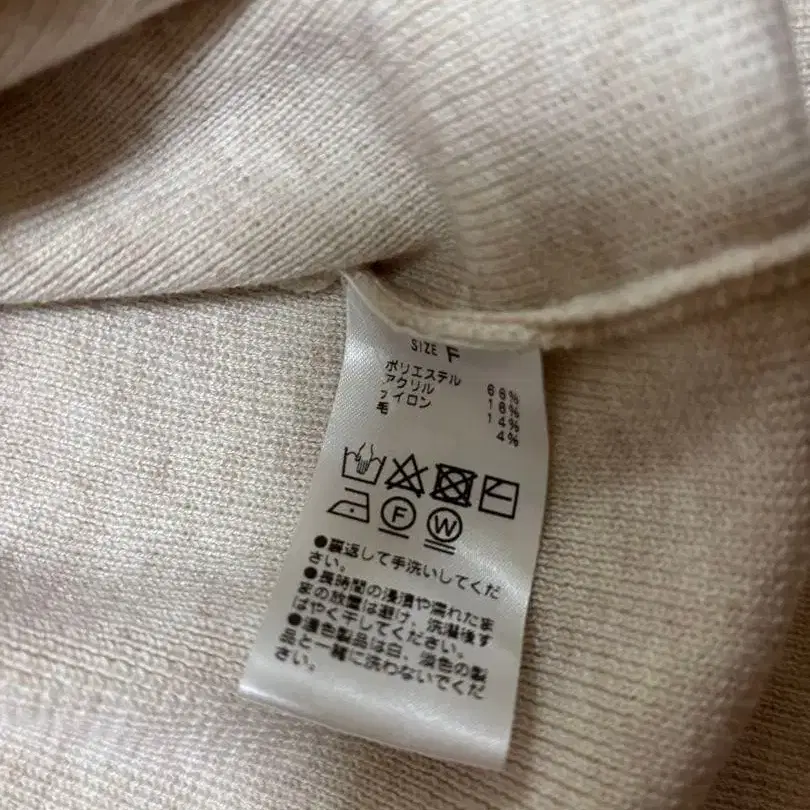 SIZE F
ポリエステル 66%
アクリル 16%
ナイロン 14%
毛 4%
F W
●裏返して手洗いしてくだ
さい。
●長時間の浸漬や濡れたま
まの放置は避け、洗濯後す
ばやく干してください。
●濃色製品は白、淡色の製
品と一緒に洗わないでくだ
さい。